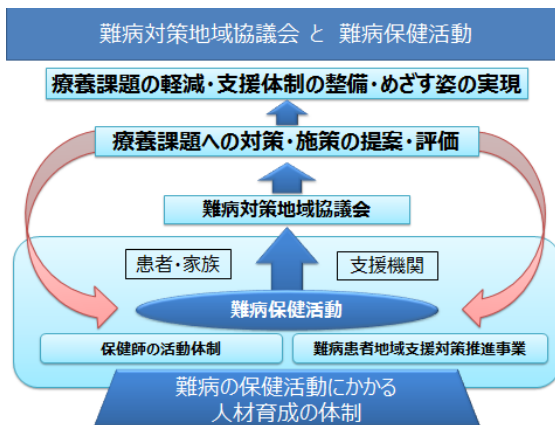 難病対策地域協議会 と 難病保健活動
療養課題の軽減・支援体制の整備・めざす姿の実現
療養課題への対策・施策の提案・評価
難病対策地域協議会
患者・家族
支援機関
難病保健活動
保健師の活動体制
難病患者地域支援対策推進事業
難病の保健活動にかかる
人材育成の体制